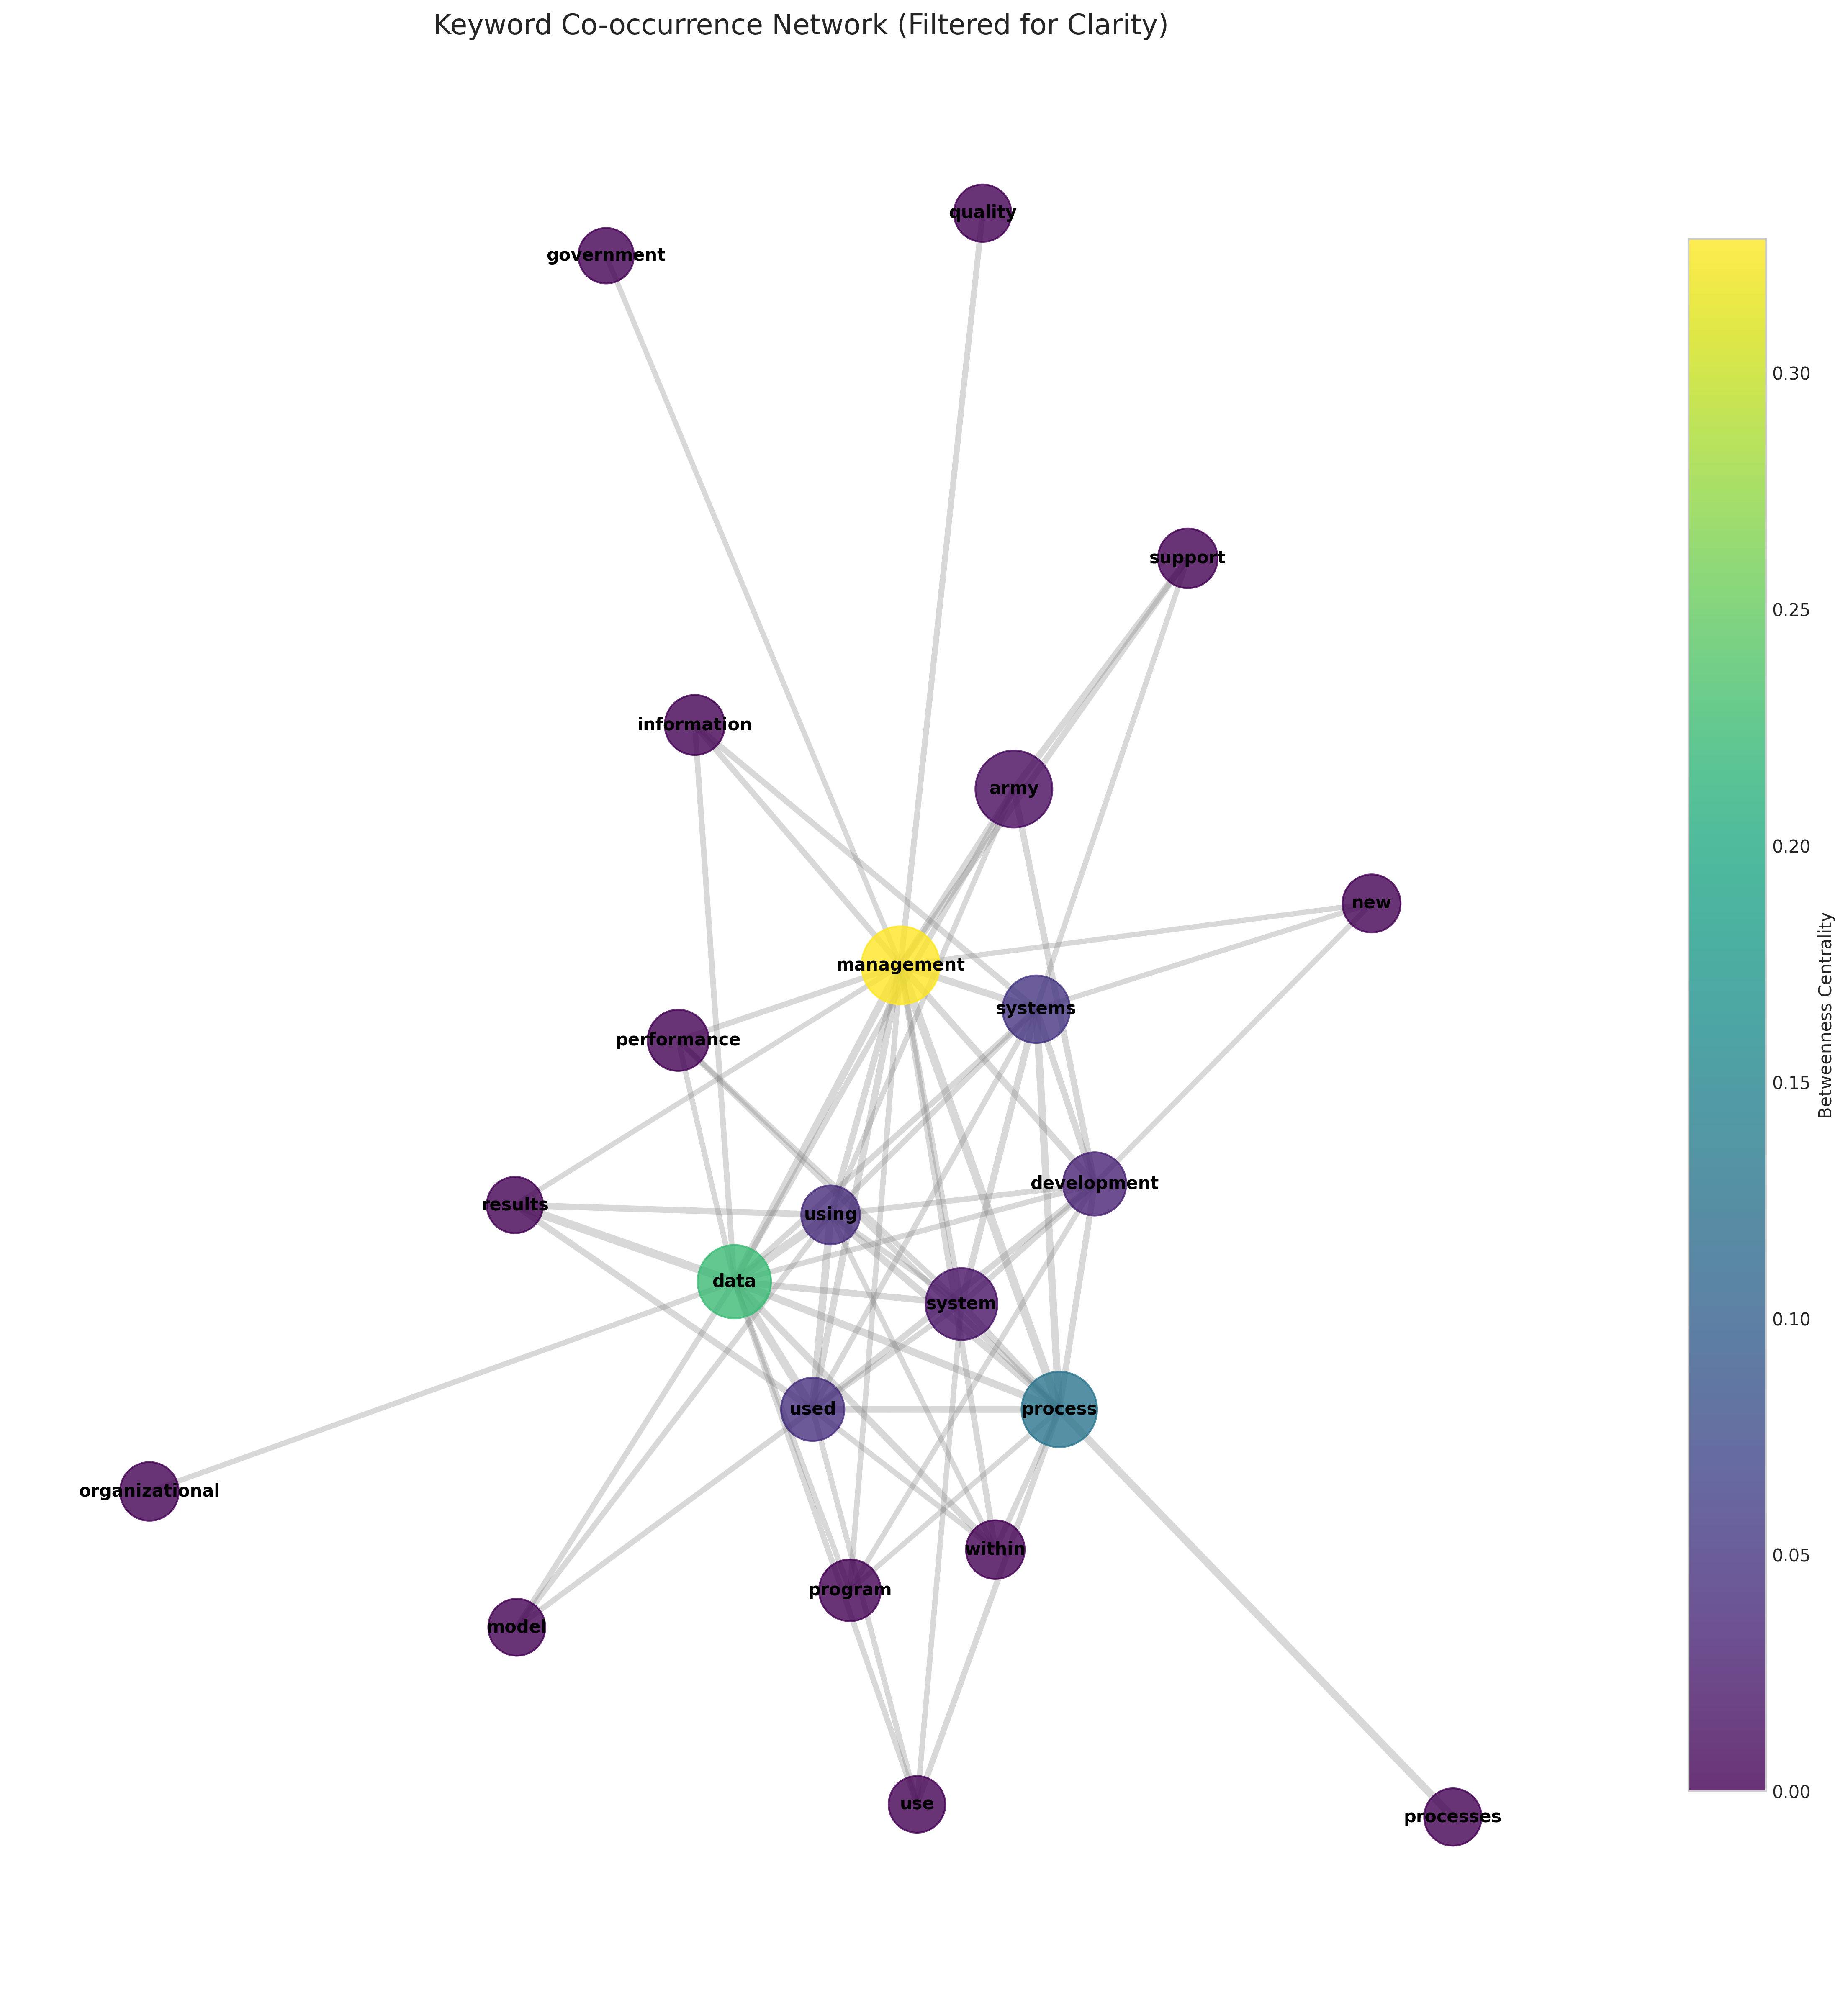 Keyword Co-occurrence Network (Filtered for Clarity)
quality
government
support
information
army
new
management
systems
performance
development
results
using
data
system
used
process
organizational
within
program
model
use
processes
0.30
0.25
0.20
0.15
0.10
0.05
0.00
Betweenness Centrality